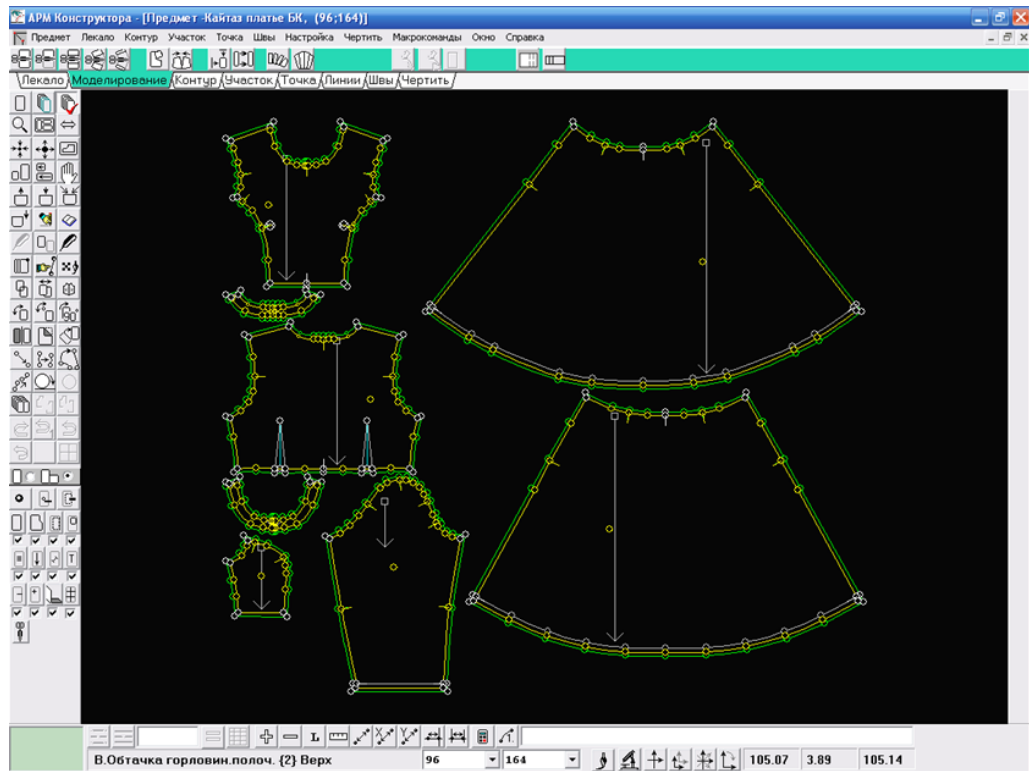 АРМ Конструктора - [Предмет -Кайтаз платье БК, (96;164)]
Предмет Лекало Контур Участок Точка Швы Настройка Чертить Макрокоманды Окно Справка
Лекало Моделирование Контур Участок Точка Линии Швы Чертить
90°
T
L
В.Обтачка горловин.полоч. {2} Верх 96 164 105.07 3.89 105.14